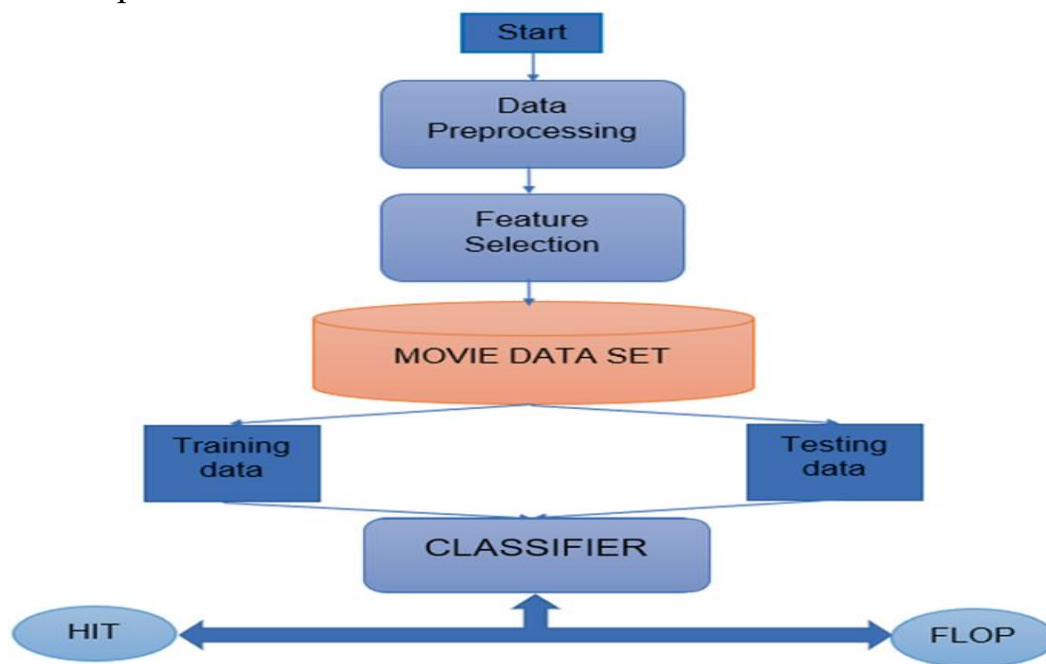 Start
Data
Preprocessing
Feature
Selection
MOVIE DATA SET
Training
data
Testing
data
CLASSIFIER
HIT
FLOP